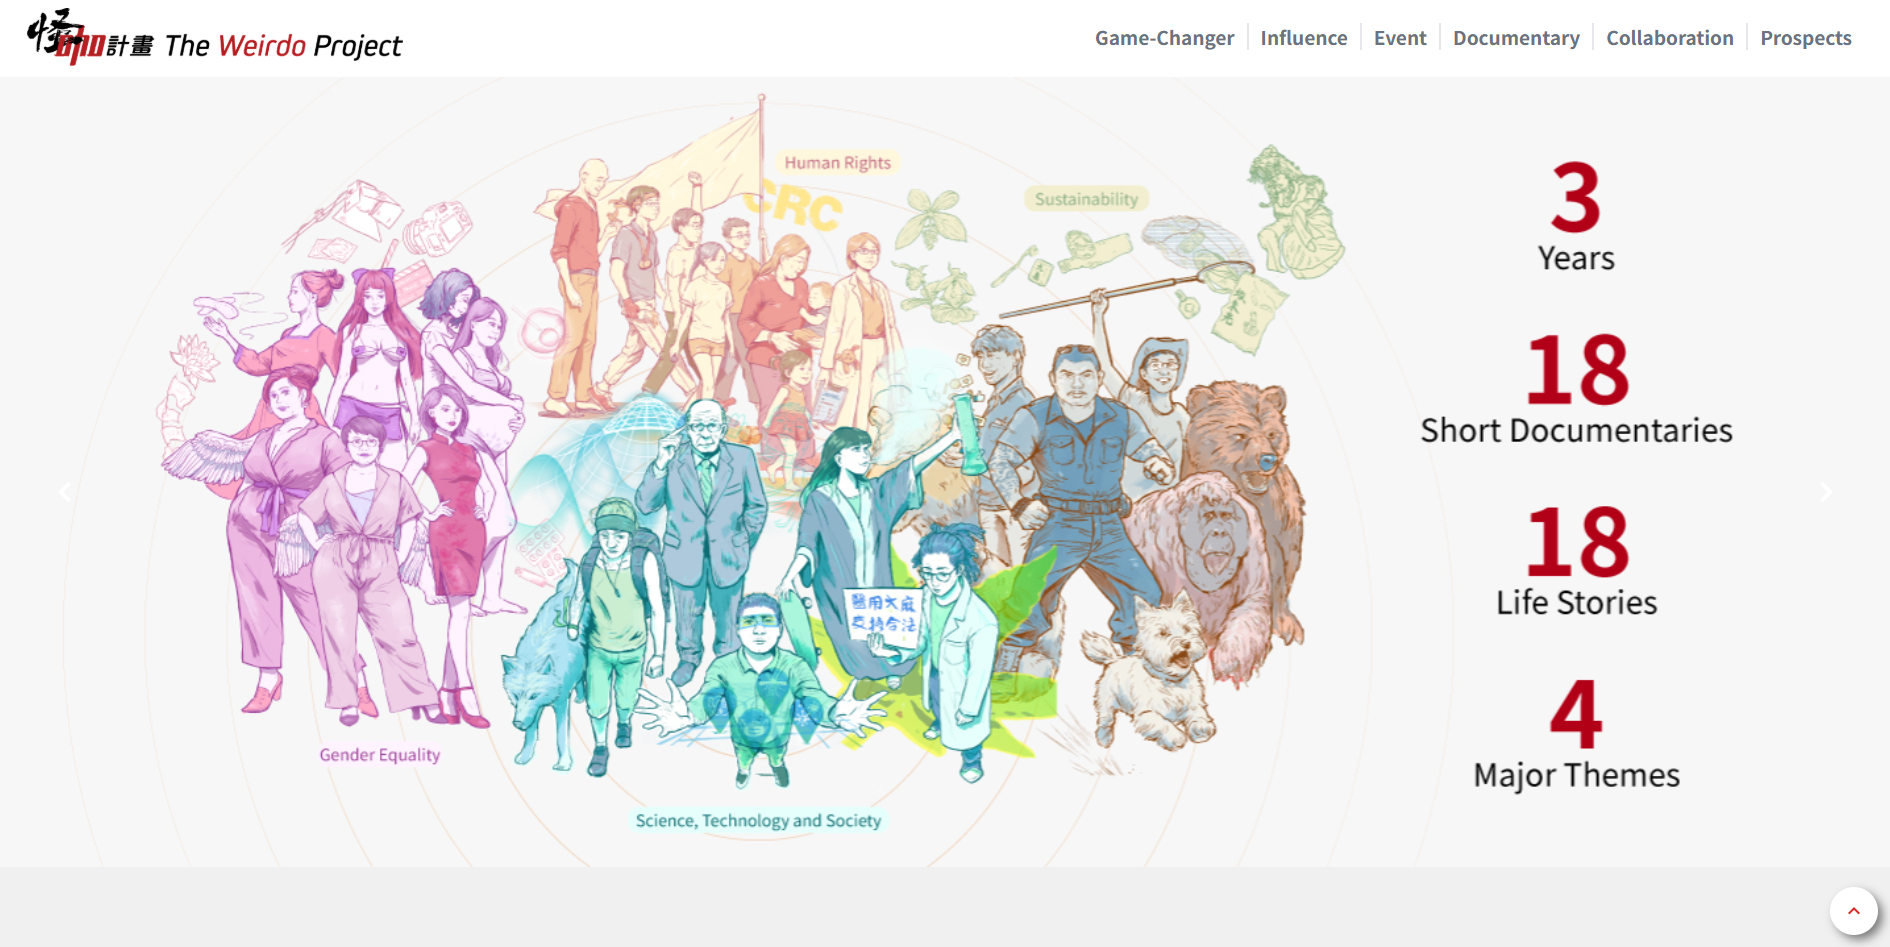 怪咖計畫 The Weirdo Project
Game-Changer
Influence
Event
Documentary
Collaboration
Prospects
Human Rights
CRC
Sustainability
3
Years
18
Short Documentaries
18
Life Stories
4
Major Themes
醫用大麻
支持合法
Gender Equality
Science, Technology and Society